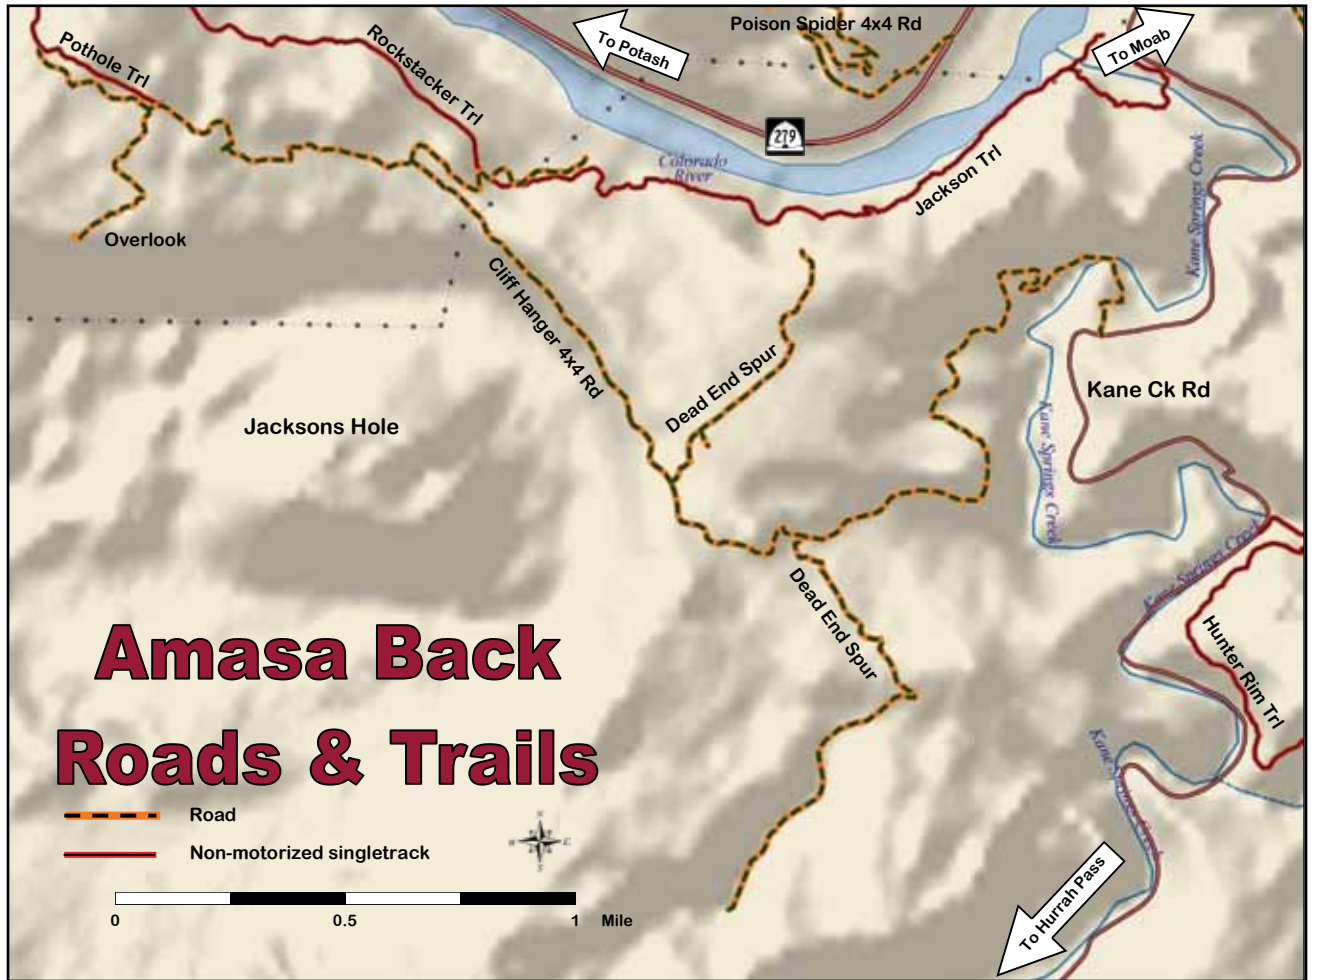 Poison Spider 4x4 Rd
To Potash
To Moab
Pothole Trl
Rockstacker Trl
279
Colorado
River
Jackson Trl
Kane Springs Creek
Overlook
Cliff Hanger 4x4 Rd
Dead End Spur
Kane Ck Rd
Jacksons Hole
Kane Springs Creek
Kane Springs Creek
Dead End Spur
Hunter Rim Trl
Kane Springs Creek
Amasa Back
Roads & Trails
Road
Non-motorized singletrack
N
W
E
S
0 0.5 1 Mile
To Hurrah Pass